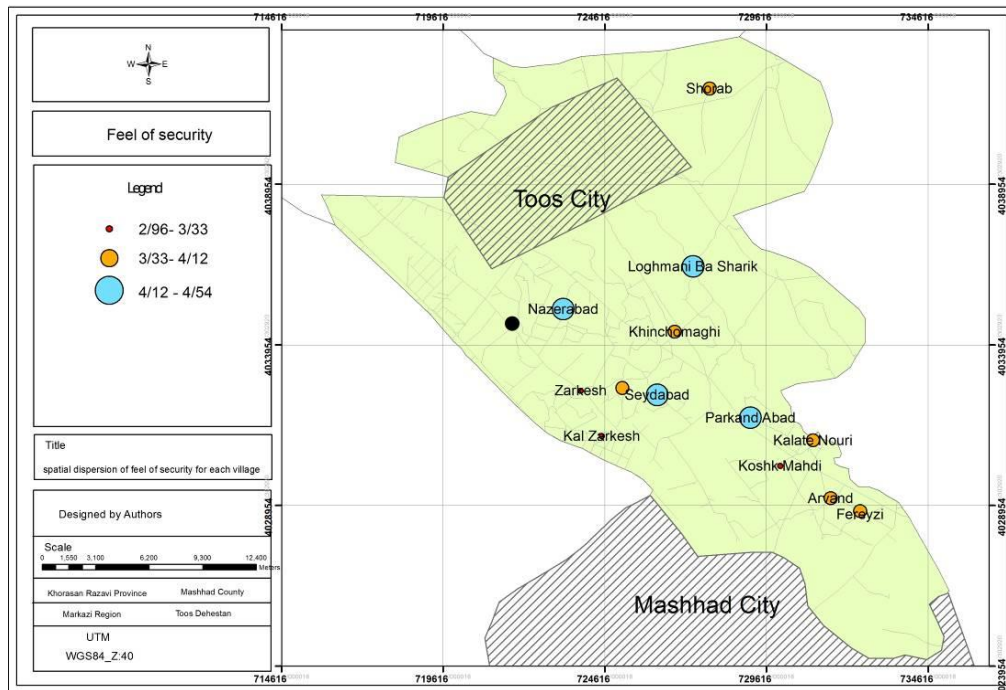 714616
719616
724616
729616
734616
N
W E
S
Feel of security
Legend
2/96- 3/33
3/33- 4/12
4/12 - 4/54
Title
spatial dispersion of feel of security for each village
Designed by Authors
Scale
0 1,550 3,100 6,200 9,300 12,400
Meters
Khorasan Razavi Province Mashhad County
Markazi Region Toos Dehestan
UTM
WGS84_Z:40
Shorab
Toos City
Loghmani Ba Sharik
Nazerabad
Khinchomaghi
Zarkesh
Seydabad
Parkand Abad
Kal Zarkesh
Kalate Nouri
Koshk Mahdi
Arvand
Fereyzi
Mashhad City
4038954
4033954
4028954
4038954
4033954
4028954
4023954
714616
719616
724616
729616
734616